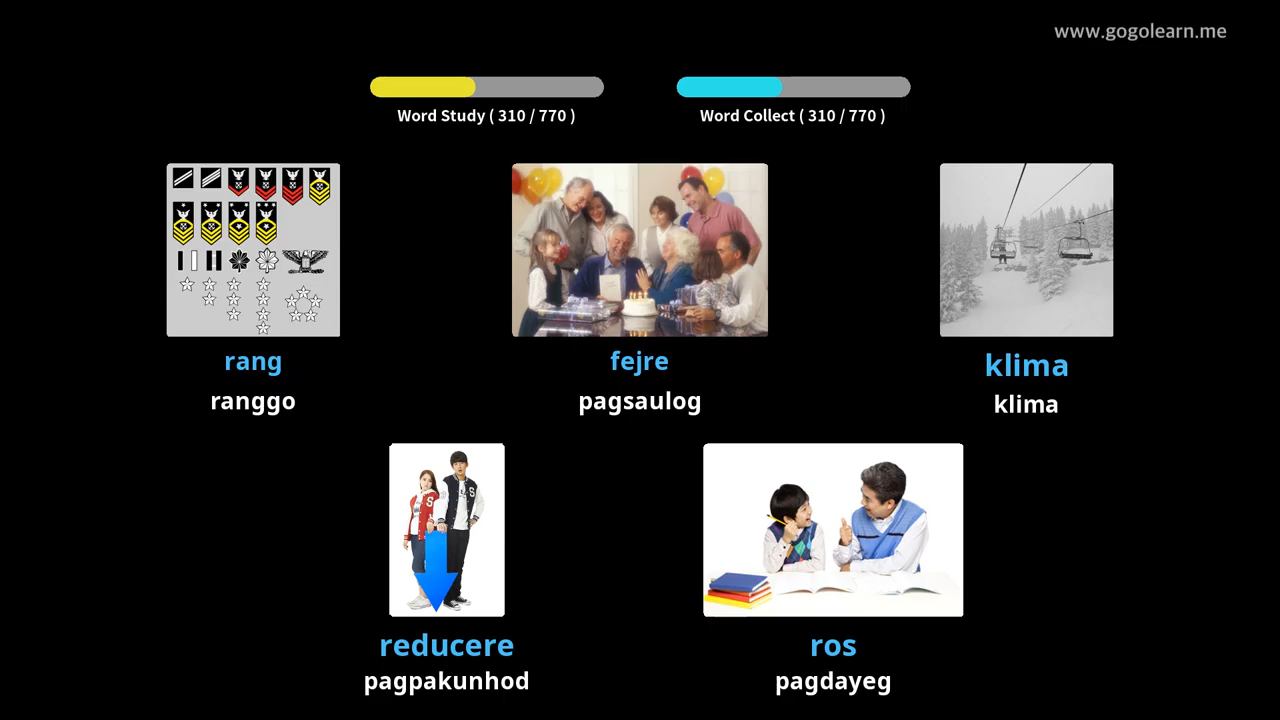 www.gogolearn.me
Word Study ( 310 / 770 )
Word Collect ( 310 / 770 )
rang
ranggo
fejre
pagsaulog
klima
klima
reducere
pagpakunhod
ros
pagdayeg